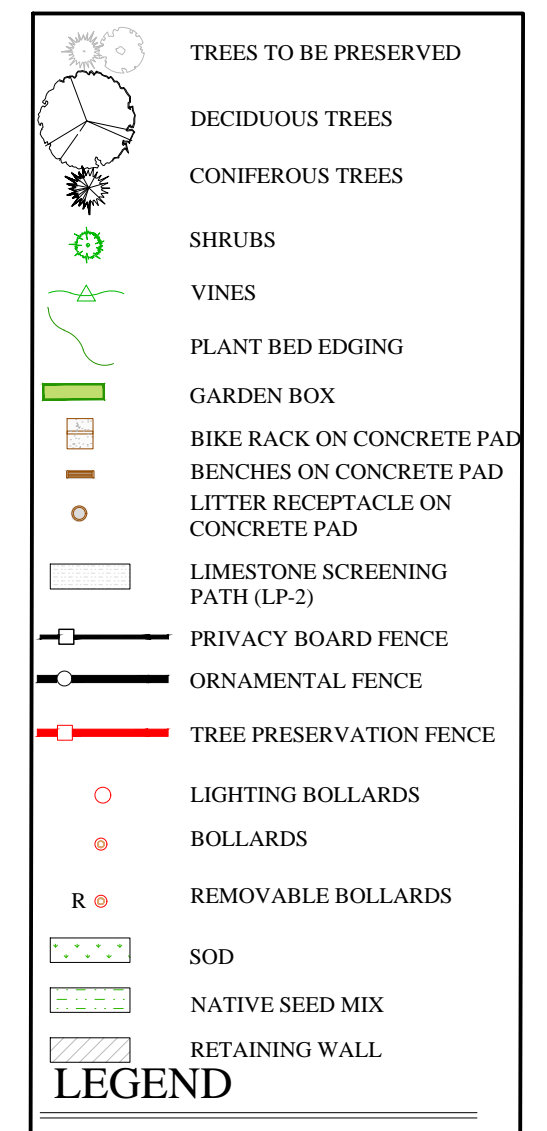 TREES TO BE PRESERVED
DECIDUOUS TREES
CONIFEROUS TREES
SHRUBS
VINES
PLANT BED EDGING
GARDEN BOX
BIKE RACK ON CONCRETE PAD
BENCHES ON CONCRETE PAD
LITTER RECEPTACLE ON
CONCRETE PAD
LIMESTONE SCREENING
PATH (LP-2)
PRIVACY BOARD FENCE
ORNAMENTAL FENCE
TREE PRESERVATION FENCE
LIGHTING BOLLARDS
BOLLARDS
R REMOVABLE BOLLARDS
SOD
NATIVE SEED MIX
RETAINING WALL
LEGEND